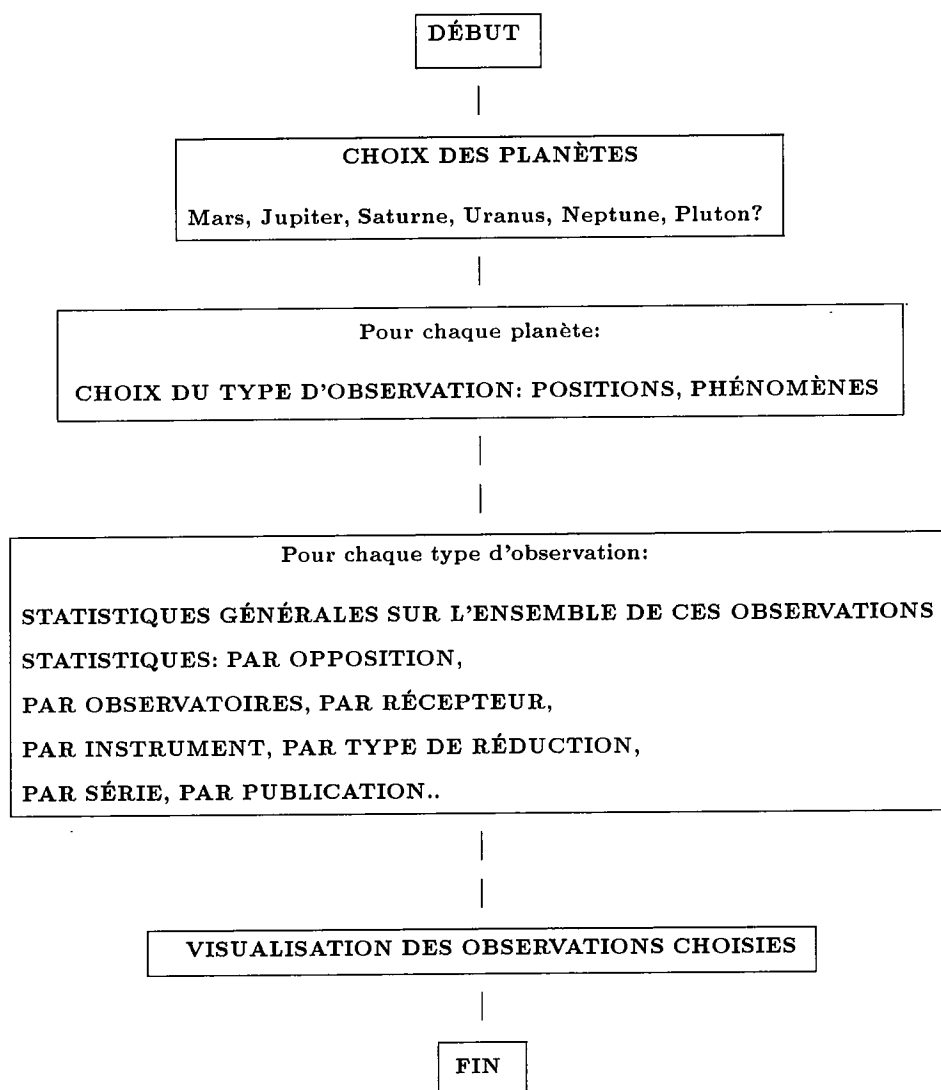 DÉBUT
CHOIX DES PLANÈTES
Mars, Jupiter, Saturne, Uranus, Neptune, Pluton?
Pour chaque planète:
CHOIX DU TYPE D'OBSERVATION: POSITIONS, PHÉNOMÈNES
Pour chaque type d'observation:
STATISTIQUES GÉNÉRALES SUR L'ENSEMBLE DE CES OBSERVATIONS
STATISTIQUES: PAR OPPOSITION,
PAR OBSERVATOIRES, PAR RÉCEPTEUR,
PAR INSTRUMENT, PAR TYPE DE RÉDUCTION,
PAR SÉRIE, PAR PUBLICATION..
VISUALISATION DES OBSERVATIONS CHOISIES
FIN